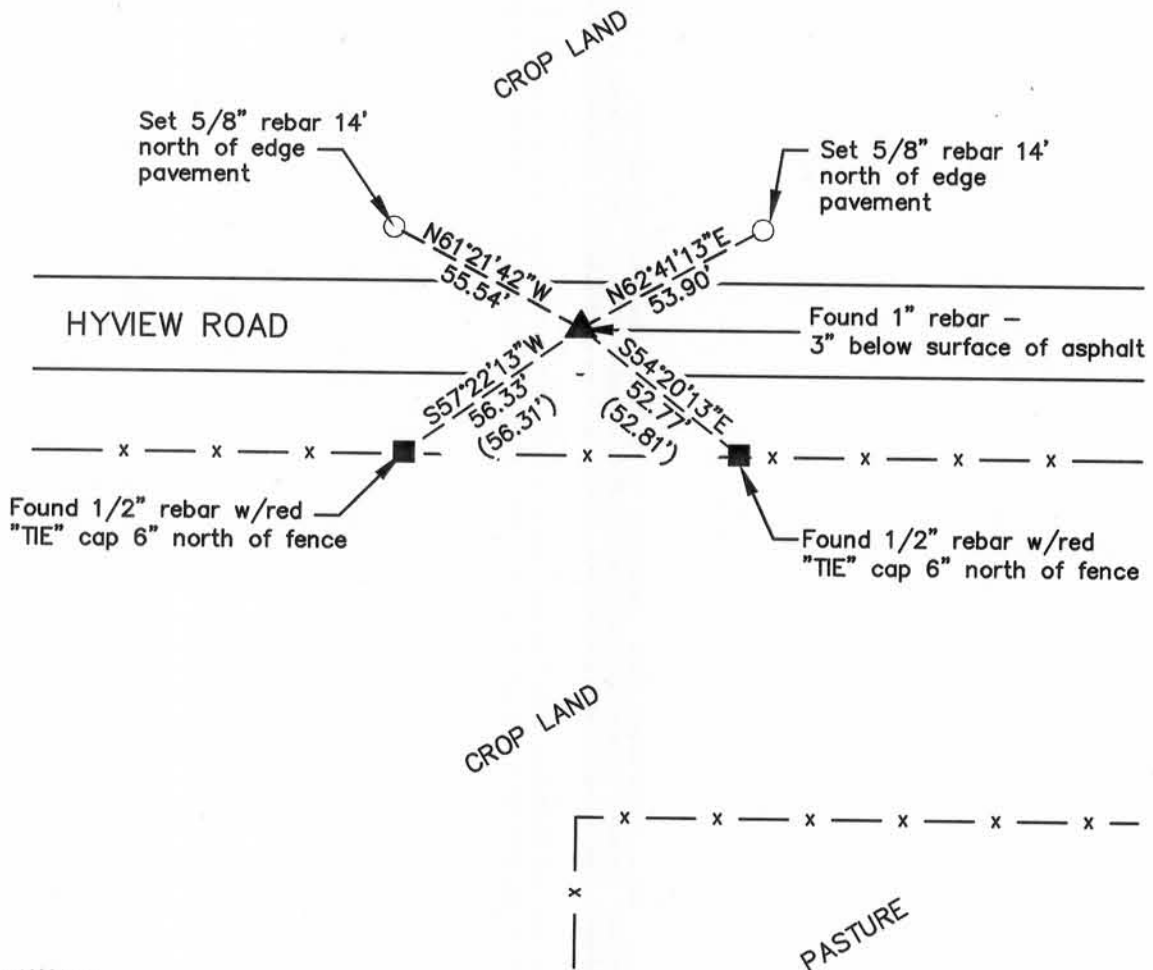 CROP LAND
Set 5/8" rebar 14'
north of edge
pavement
Set 5/8" rebar 14'
north of edge
pavement
N61°21'42"W
55.54'
N62°41'13"E
53.90'
HYVIEW ROAD
Found 1" rebar –
3" below surface of asphalt
S57°22'13"W
56.33'
(56.31')
S54°20'13"E
52.77'
(52.81')
x x x x x x x x
Found 1/2" rebar w/red
"TIE" cap 6" north of fence
Found 1/2" rebar w/red
"TIE" cap 6" north of fence
CROP LAND
x x x x x x
x
PASTURE